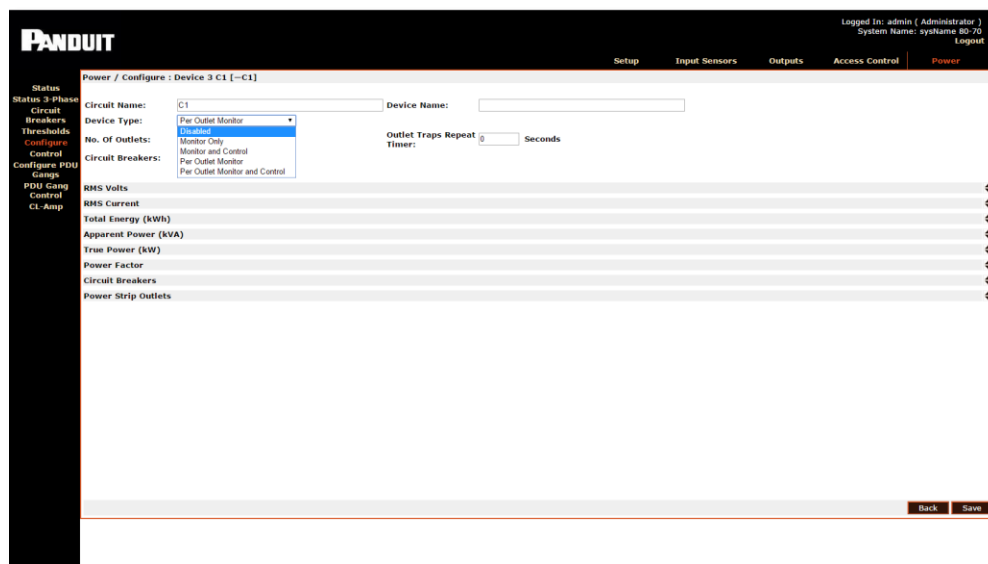 PANDUIT
Logged In: admin ( Administrator )
System Name: sysName 80-70
Logout
Setup Input Sensors Outputs Access Control Power
Status
Status 3-Phase
Circuit
Breakers
Thresholds
Configure
Control
Configure PDU
Gangs
PDU Gang
Control
CL-Amp
Power / Configure : Device 3 C1 [—C1]
Circuit Name: C1 Device Name:
Device Type: Per Outlet Monitor
Disabled
Monitor Only
Monitor and Control
Per Outlet Monitor
Per Outlet Monitor and Control
No. Of Outlets:
Outlet Traps Repeat
Timer: 0 Seconds
Circuit Breakers:
RMS Volts
RMS Current
Total Energy (kWh)
Apparent Power (kVA)
True Power (kW)
Power Factor
Circuit Breakers
Power Strip Outlets
Back Save